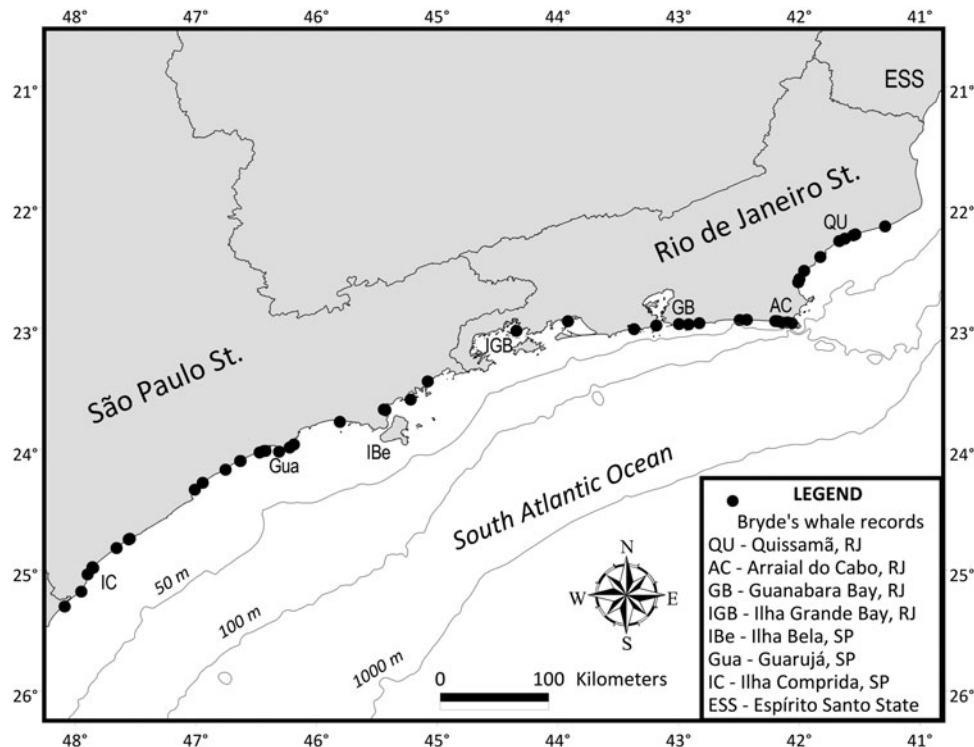 48° 47° 46° 45° 44° 43° 42° 41°
ESS
21° 21°
Rio de Janeiro St.
22° QU 22°
GB AC
23° IGB 23°
São Paulo St.
IBe
24° Gua 24°
South Atlantic Ocean
LEGEND
Bryde's whale records
QU - Quissamã, RJ
AC - Arraial do Cabo, RJ
GB - Guanabara Bay, RJ
IGB - Ilha Grande Bay, RJ
IBe - Ilha Bela, SP
Gua - Guarujá, SP
IC - Ilha Comprida, SP
ESS - Espírito Santo State
25° IC 25°
50 m
100 m
1000 m
N
W E
S
0 100 Kilometers
26° 26°
48° 47° 46° 45° 44° 43° 42° 41°